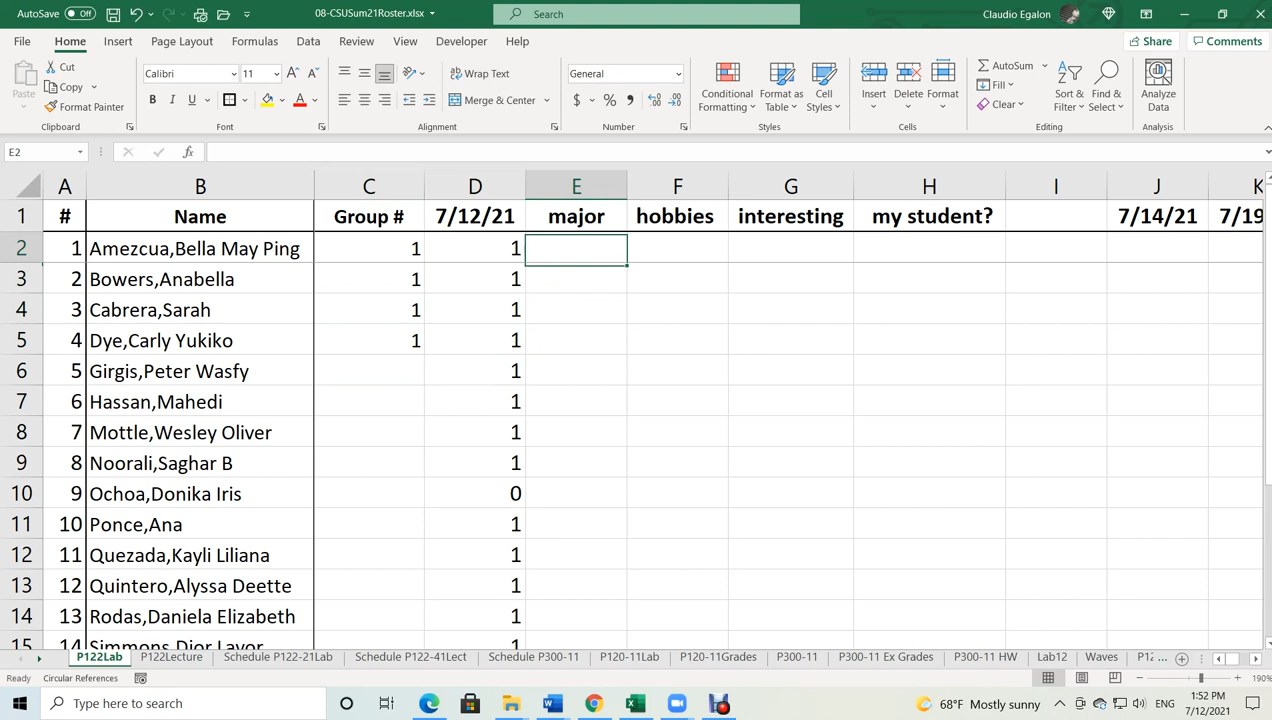 AutoSave Off 08-CSUSum21Roster.xlsx Search Claudio Egalon
File Home Insert Page Layout Formulas Data Review View Developer Help Share Comments
Paste Cut Copy Format Painter Calibri 11 Wrap Text Merge & Center General Conditional Formatting Format as Table Cell Styles Insert Delete Format AutoSum Fill Clear Sort & Filter Find & Select Analyze Data
Clipboard Font Alignment Number Styles Cells Editing Analysis
E2 fx
A B C D E F G H I J K
1 # Name Group # 7/12/21 major hobbies interesting my student? 7/14/21 7/19
2 1 Amezcua,Bella May Ping 1 1
3 2 Bowers,Anabella 1 1
4 3 Cabrera,Sarah 1 1
5 4 Dye,Carly Yukiko 1 1
6 5 Girgis,Peter Wasfy 1
7 6 Hassan,Mahedi 1
8 7 Mottle,Wesley Oliver 1
9 8 Noorali,Saghar B 1
10 9 Ochoa,Donika Iris 0
11 10 Ponce,Ana 1
12 11 Quezada,Kayli Liliana 1
13 12 Quintero,Alyssa Deette 1
14 13 Rodas,Daniela Elizabeth 1
15 14 Simmons,Dior Lavor 1
P122Lab P122Lecture Schedule P122-21Lab Schedule P122-41Lect Schedule P300-11 P120-11Lab P120-11Grades P300-11 P300-11 Ex Grades P300-11 HW Lab12 Waves P12 ...
Ready Circular References 190%
Type here to search 68°F Mostly sunny ENG 1:52 PM
7/12/2021